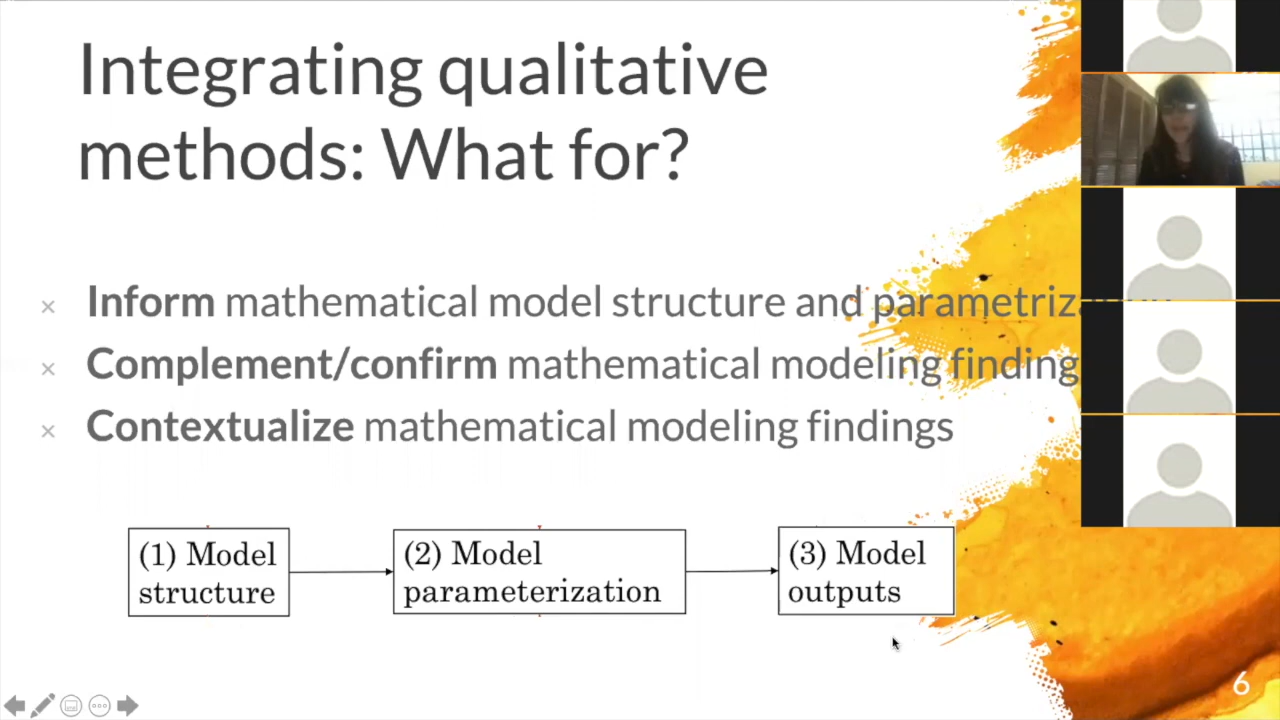 Integrating qualitative
methods: What for?
× Inform mathematical model structure and
× Complement/confirm mathematical modeling
× Contextualize mathematical modeling findings
(1) Model
structure
(2) Model
parameterization
(3) Model
outputs
6